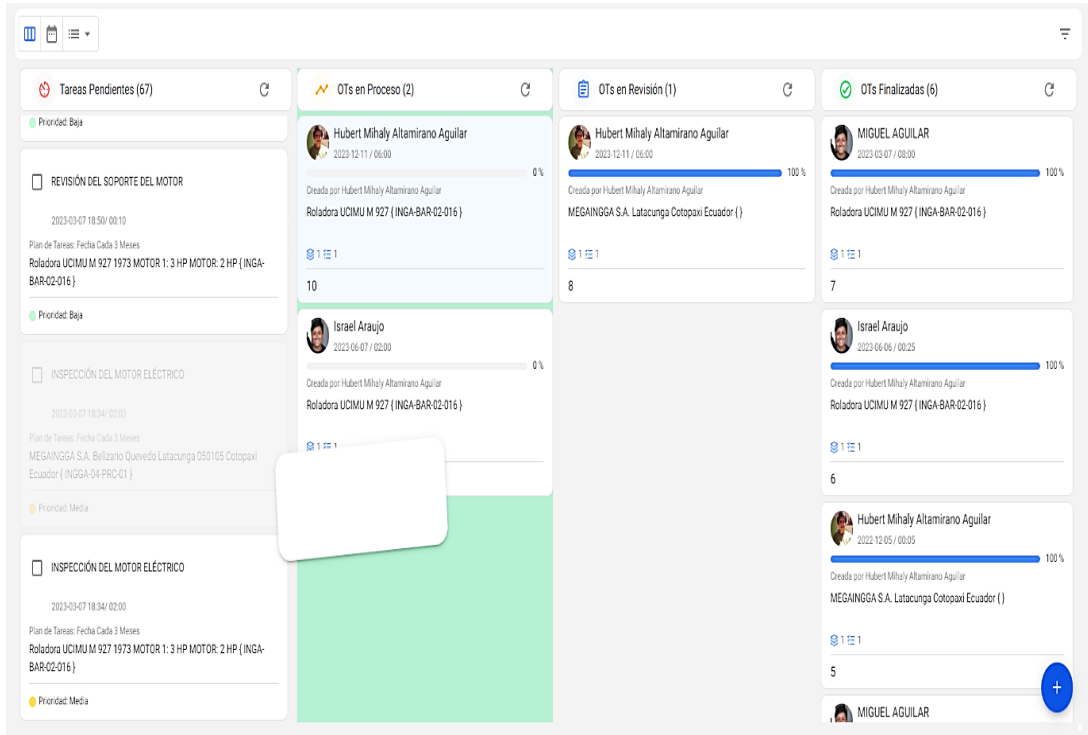 Tareas Pendientes (67)
Prioridad: Baja
REVISIÓN DEL SOPORTE DEL MOTOR
2023-03-07 18:50/ 00:10
Plan de Tareas: Fecha Cada 3 Meses
Roladora UCIMU M 927 1973 MOTOR 1: 3 HP MOTOR: 2 HP { INGA-
BAR-02-016 }
Prioridad: Baja
INSPECCIÓN DEL MOTOR ELÉCTRICO
2023-03-07 18:34/ 02:00
Plan de Tareas: Fecha Cada 3 Meses
MEGAINGGA S.A. Belizario Quevedo Latacunga 050105 Cotopaxi
Ecuador { INGGA-04-PRC-01 }
Prioridad: Media
INSPECCIÓN DEL MOTOR ELÉCTRICO
2023-03-07 18:34/ 02:00
Plan de Tareas: Fecha Cada 3 Meses
Roladora UCIMU M 927 1973 MOTOR 1: 3 HP MOTOR: 2 HP { INGA-
BAR-02-016 }
Prioridad: Media
OTs en Proceso (2)
Hubert Mihaly Altamirano Aguilar
2023-12-11 / 06:00
0 %
Creada por Hubert Mihaly Altamirano Aguilar
Roladora UCIMU M 927 { INGA-BAR-02-016 }
1 1
10
Israel Araujo
2023-06-07 / 02:00
0 %
Creada por Hubert Mihaly Altamirano Aguilar
Roladora UCIMU M 927 { INGA-BAR-02-016 }
1 1
OTs en Revisión (1)
Hubert Mihaly Altamirano Aguilar
2023-12-11 / 06:00
100 %
Creada por Hubert Mihaly Altamirano Aguilar
MEGAINGGA S.A. Latacunga Cotopaxi Ecuador { }
1 1
8
OTs Finalizadas (6)
MIGUEL AGUILAR
2023-03-07 / 08:00
100 %
Creada por Hubert Mihaly Altamirano Aguilar
Roladora UCIMU M 927 { INGA-BAR-02-016 }
1 1
7
Israel Araujo
2023-06-06 / 00:25
100 %
Creada por Hubert Mihaly Altamirano Aguilar
Roladora UCIMU M 927 { INGA-BAR-02-016 }
1 1
6
Hubert Mihaly Altamirano Aguilar
2022-12-05 / 00:05
100 %
Creada por Hubert Mihaly Altamirano Aguilar
MEGAINGGA S.A. Latacunga Cotopaxi Ecuador { }
1 1
5
MIGUEL AGUILAR